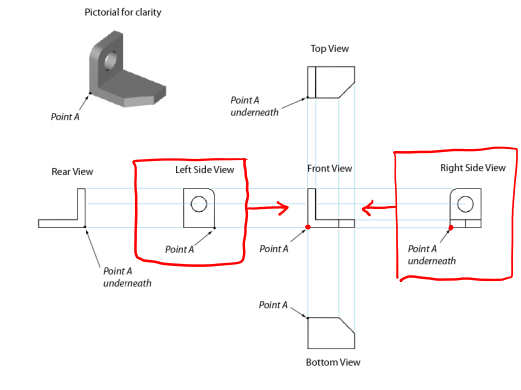 Pictorial for clarity
Point A
Top View
Point A
underneath
Rear View
Left Side View
Front View
Right Side View
Point A
underneath
Point A
Point A
Point A
underneath
Point A
Bottom View